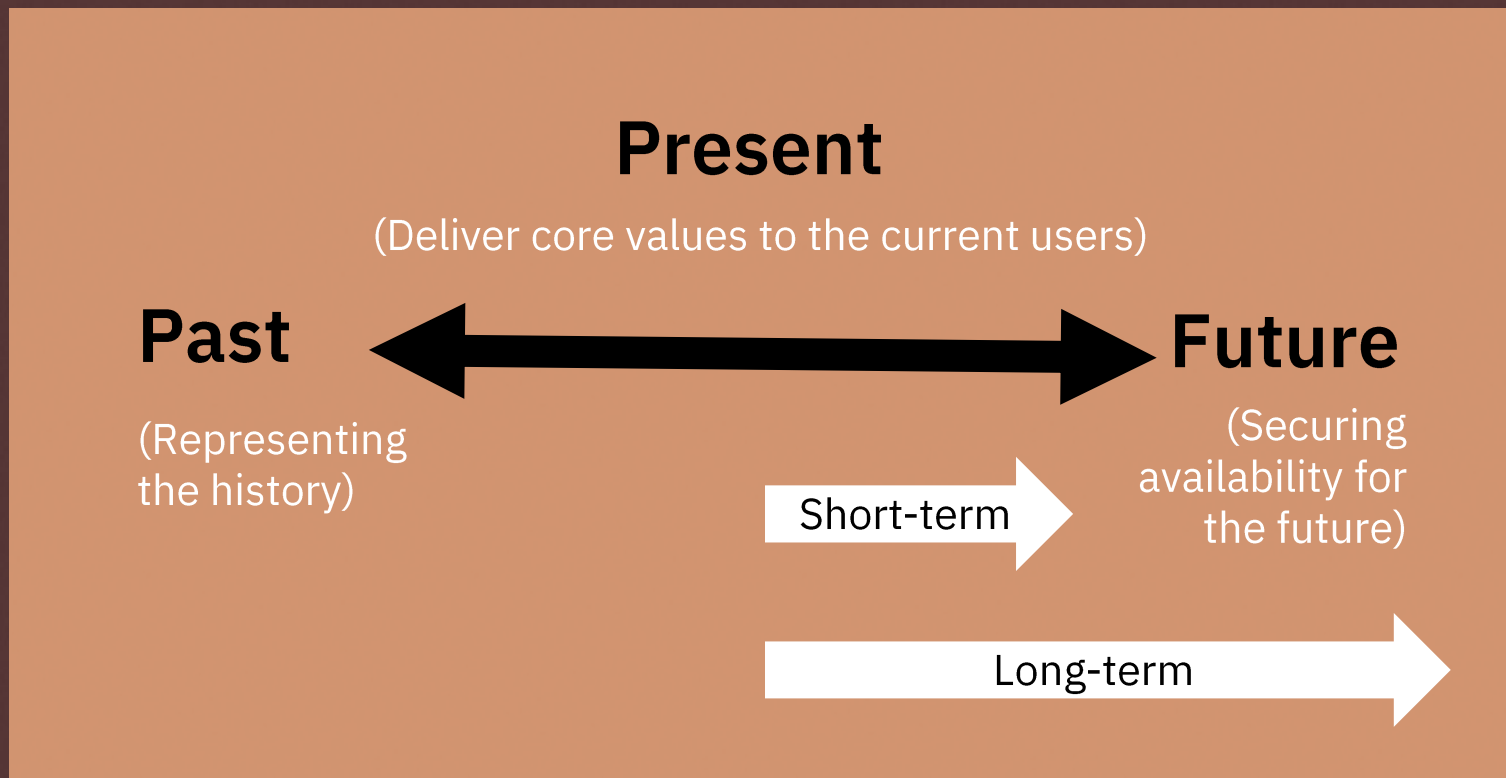 Present
(Deliver core values to the current users)
Past
Future
(Representing
the history)
(Securing
availability for
the future)
Short-term
Long-term